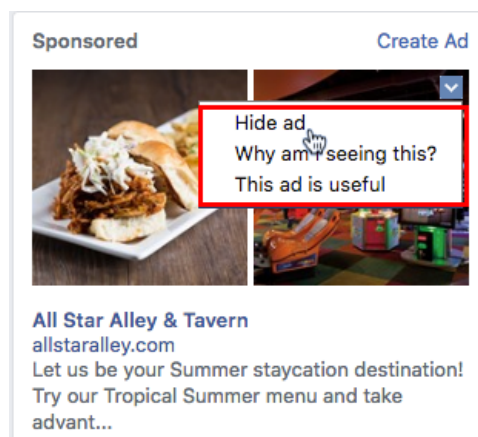 Sponsored
Create Ad
Hide ad
Why am I seeing this?
This ad is useful
All Star Alley & Tavern
allstaralley.com
Let us be your Summer staycation destination!
Try our Tropical Summer menu and take
advant...